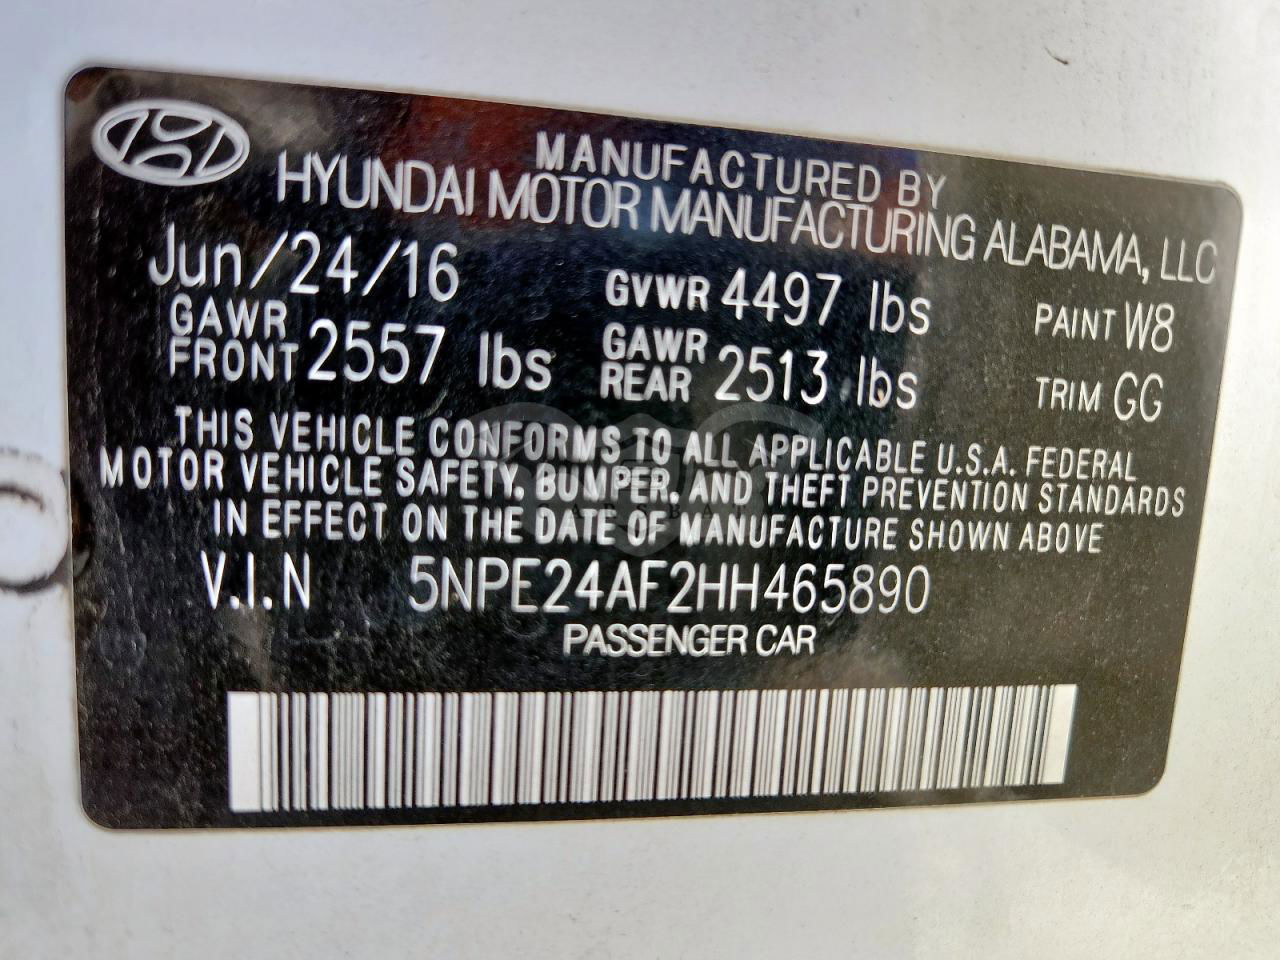 MANUFACTURED BY
HYUNDAI MOTOR MANUFACTURING ALABAMA, LLC
Jun/24/16 GVWR 4497 lbs PAINT W8
GAWR FRONT 2557 lbs GAWR REAR 2513 lbs TRIM GG
THIS VEHICLE CONFORMS TO ALL APPLICABLE U.S.A. FEDERAL
MOTOR VEHICLE SAFETY, BUMPER, AND THEFT PREVENTION STANDARDS
IN EFFECT ON THE DATE OF MANUFACTURE SHOWN ABOVE
V.I.N 5NPE24AF2HH465890
PASSENGER CAR